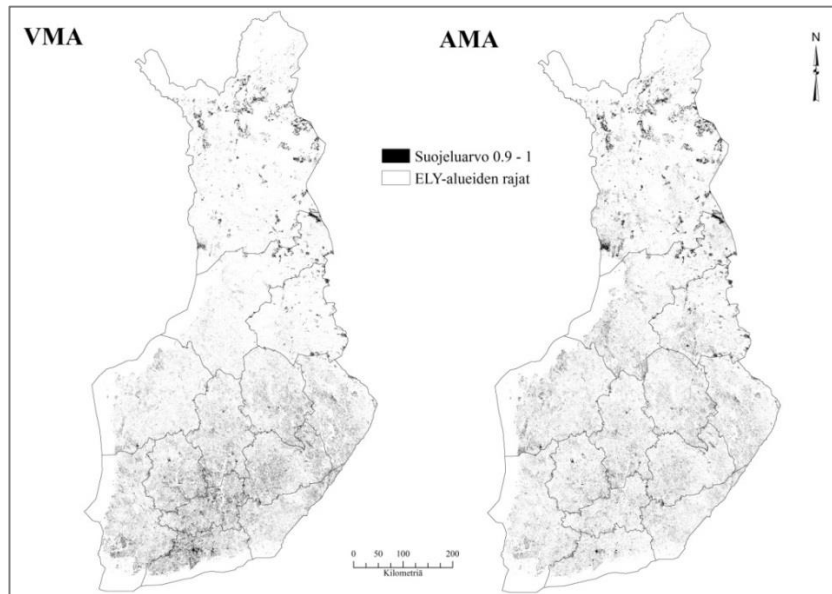 VMA
AMA
N
Suojeluarvo 0.9 - 1
ELY-alueiden rajat
0 50 100 200
Kilometriä